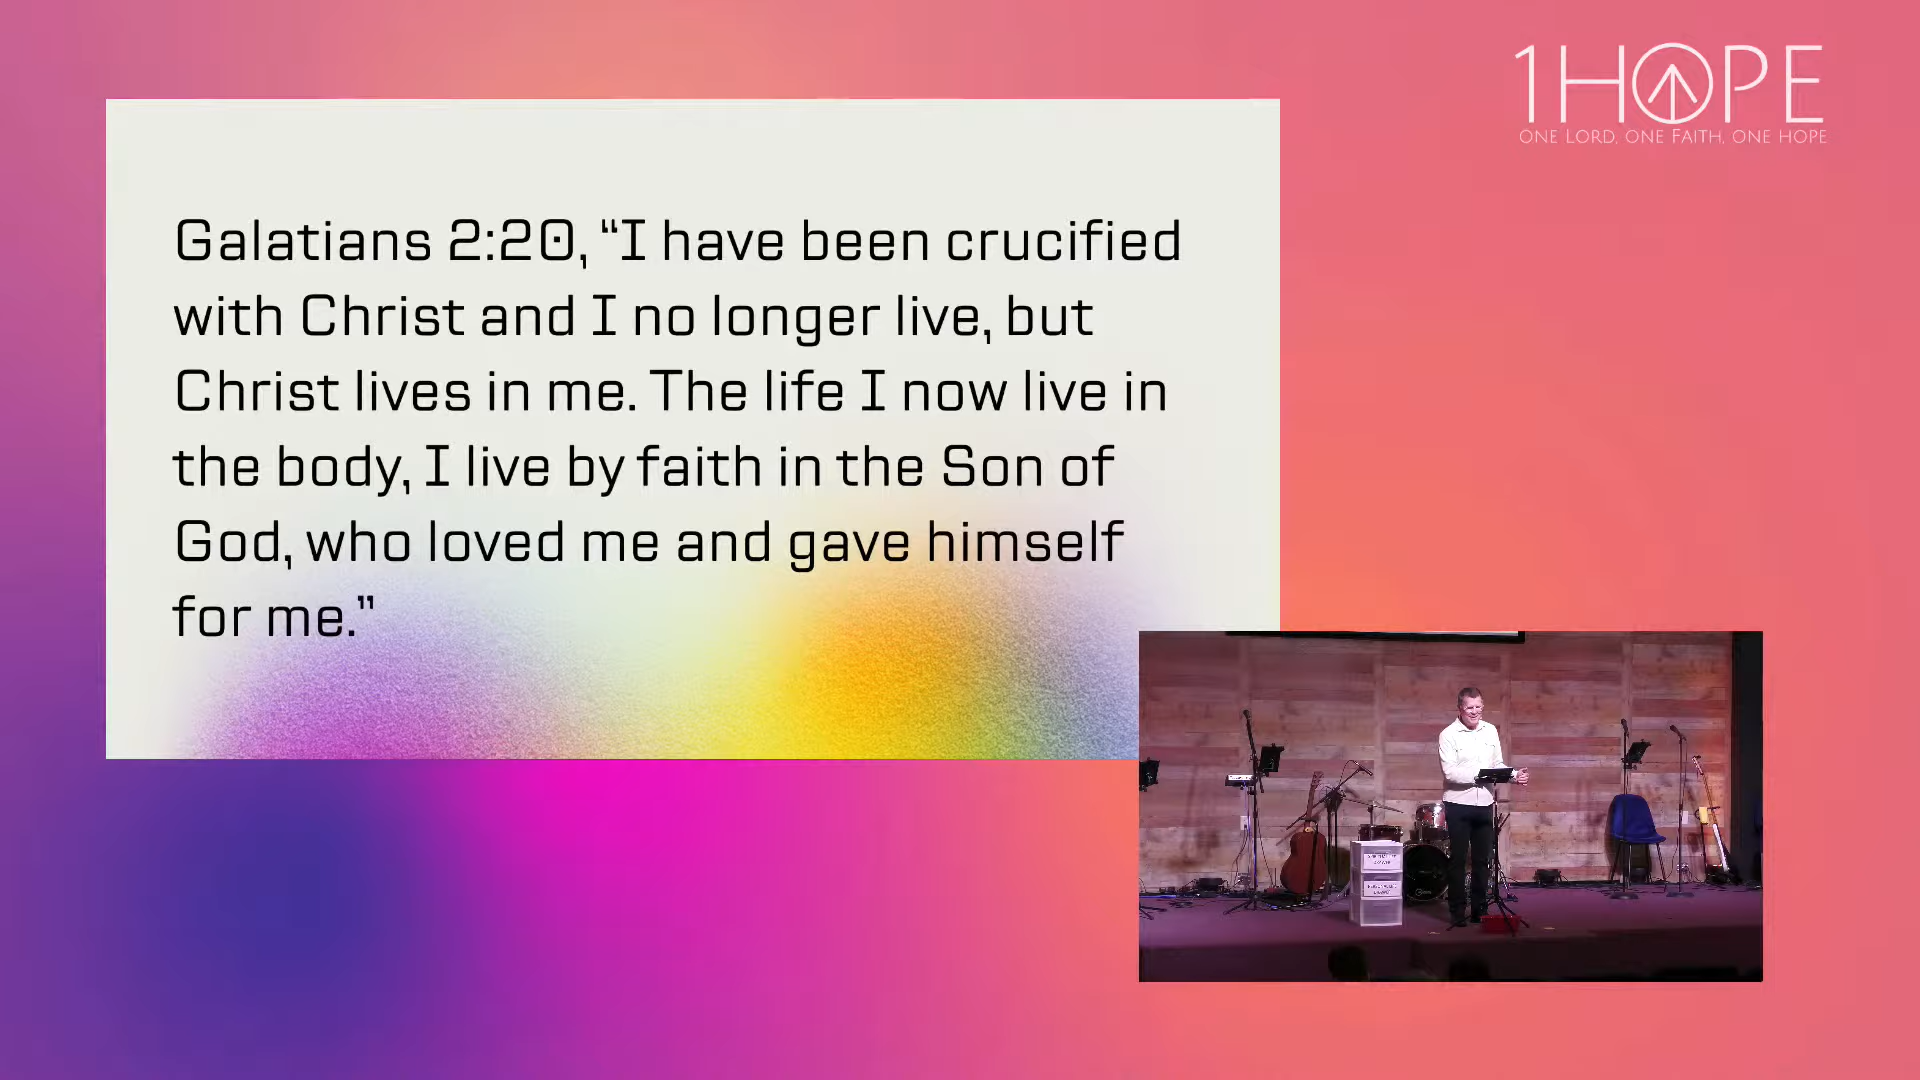 1HOPE
ONE LORD, ONE FAITH, ONE HOPE
Galatians 2:20, “I have been crucified
with Christ and I no longer live, but
Christ lives in me. The life I now live in
the body, I live by faith in the Son of
God, who loved me and gave himself
for me.”